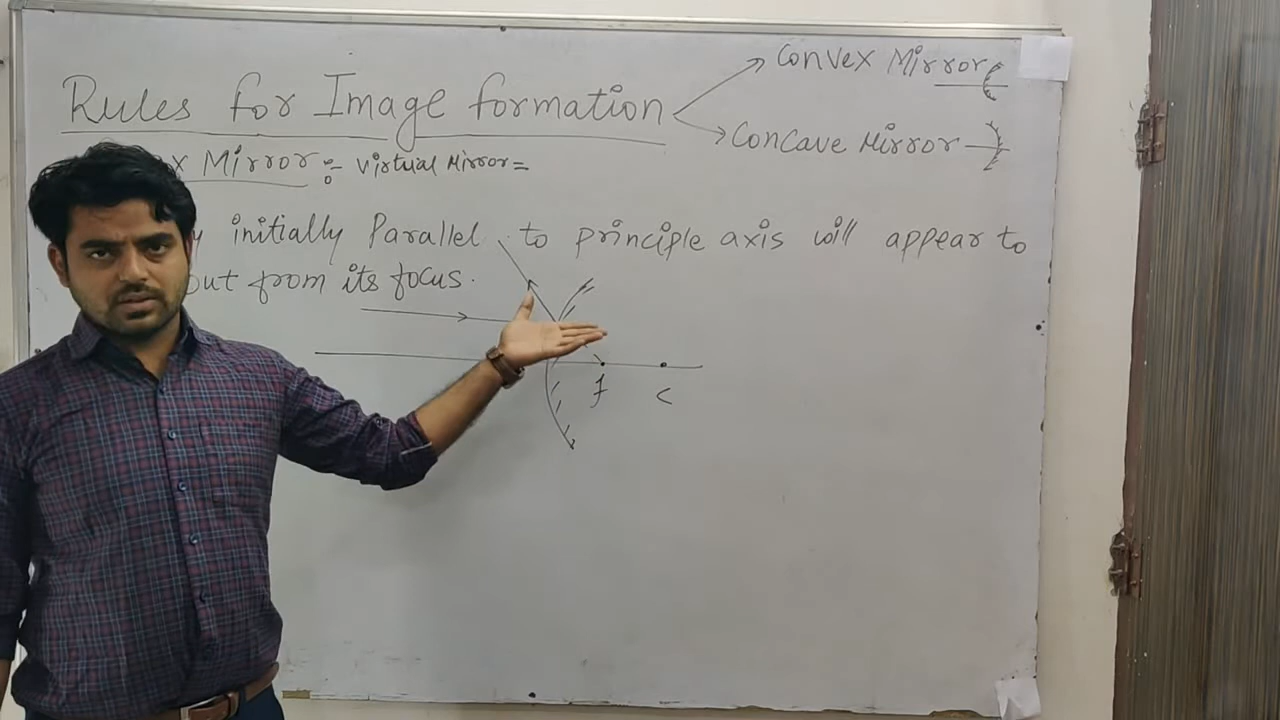 Rules for Image formation
Convex Mirror
Concave Mirror
x Mirror :- Virtual Mirror =
y initially Parallel to principle axis will appear to
out from its focus.
f
C